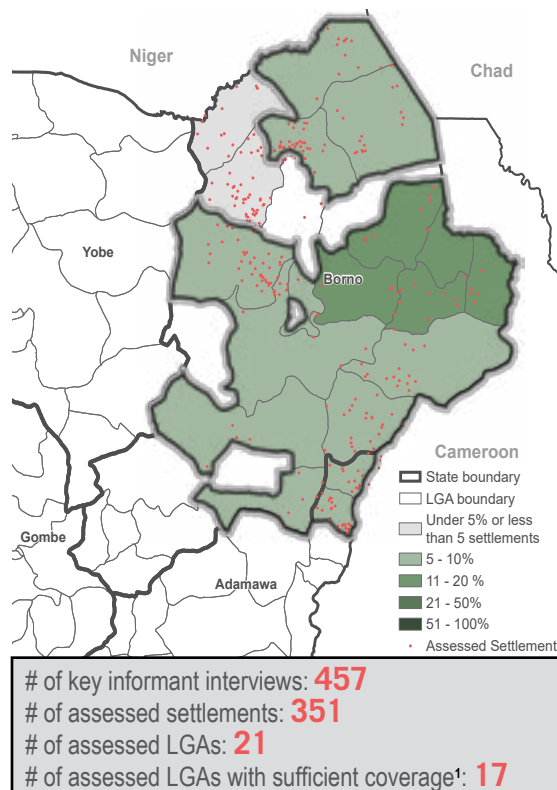 Niger
Chad
Yobe
Borno
Cameroon
State boundary
LGA boundary
Under 5% or less
than 5 settlements
5 - 10%
11 - 20 %
21 - 50%
51 - 100%
Assessed Settlement
Gombe
Adamawa
# of key informant interviews: 457
# of assessed settlements: 351
# of assessed LGAs: 21
# of assessed LGAs with sufficient coverage¹: 17